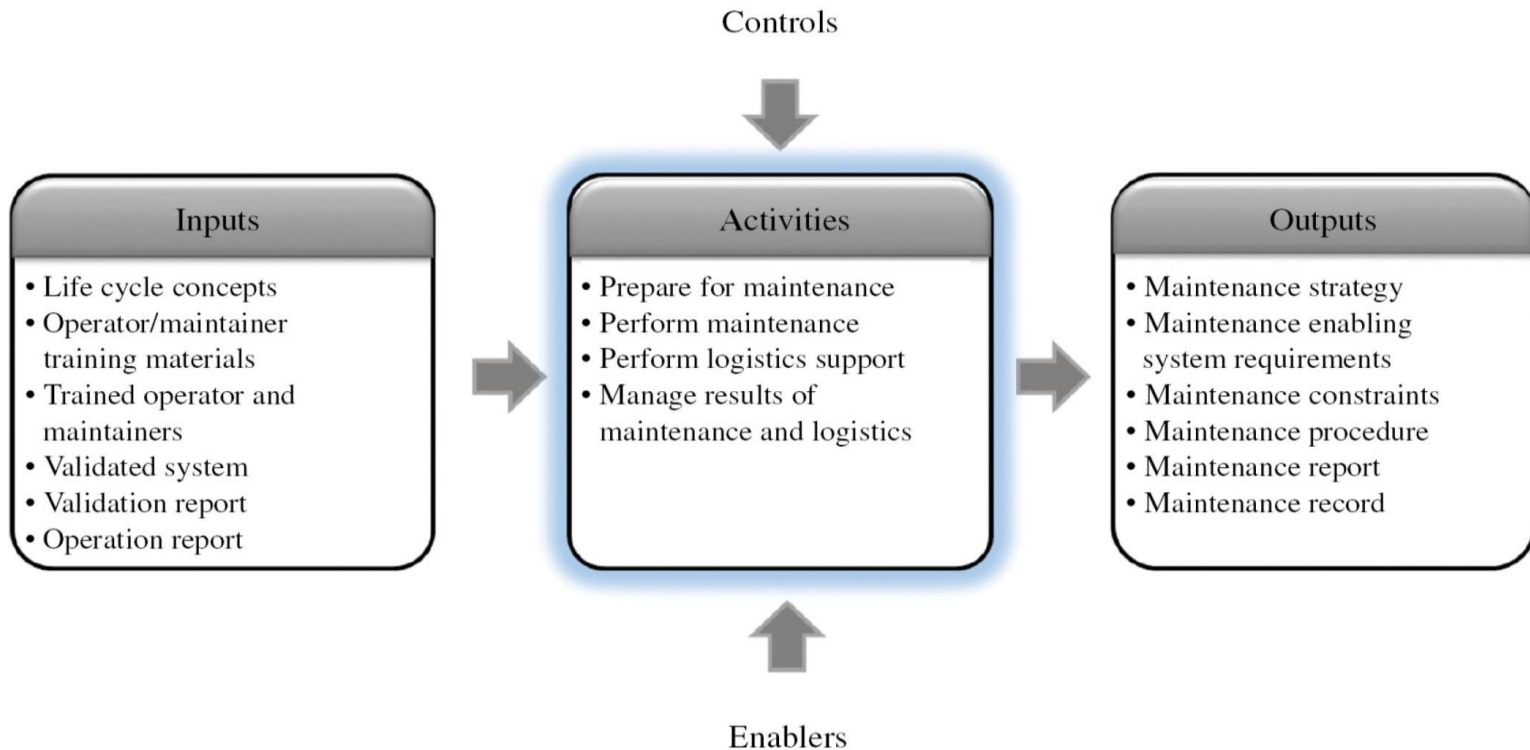 Controls
Inputs
• Life cycle concepts
• Operator/maintainer
training materials
• Trained operator and
maintainers
• Validated system
• Validation report
• Operation report
Activities
• Prepare for maintenance
• Perform maintenance
• Perform logistics support
• Manage results of
maintenance and logistics
Outputs
• Maintenance strategy
• Maintenance enabling
system requirements
• Maintenance constraints
• Maintenance procedure
• Maintenance report
• Maintenance record
Enablers